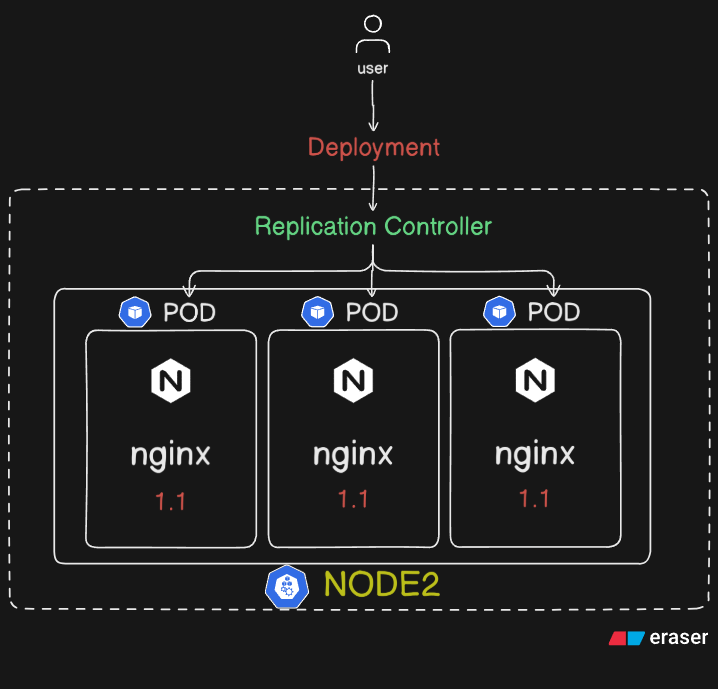 user
Deployment
Replication Controller
POD POD POD
N N N
nginx nginx nginx
1.1 1.1 1.1
NODE2
eraser